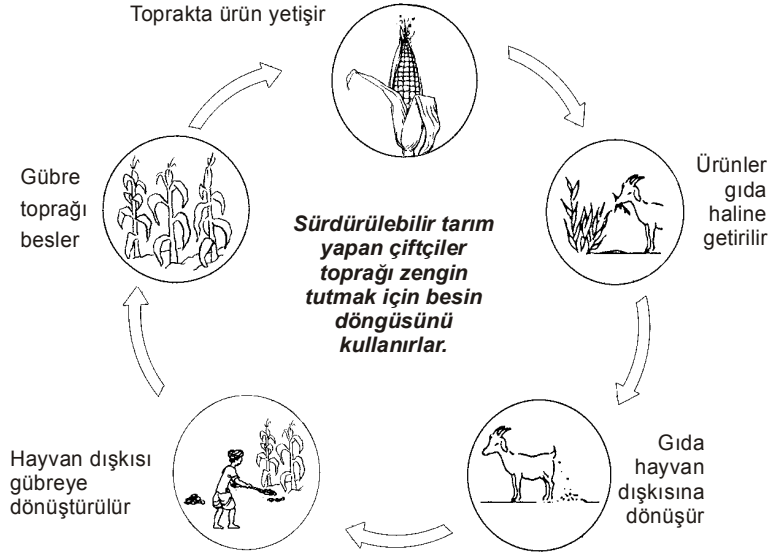 Toprakta ürün yetişir
Ürünler
gıda
haline
getirilir
Gıda
hayvan
dışkısına
dönüşür
Hayvan dışkısı
gübreye
dönüştürülür
Gübre
toprağı
besler
Sürdürülebilir tarım
yapan çiftçiler
toprağı zengin
tutmak için besin
döngüsünü
kullanırlar.